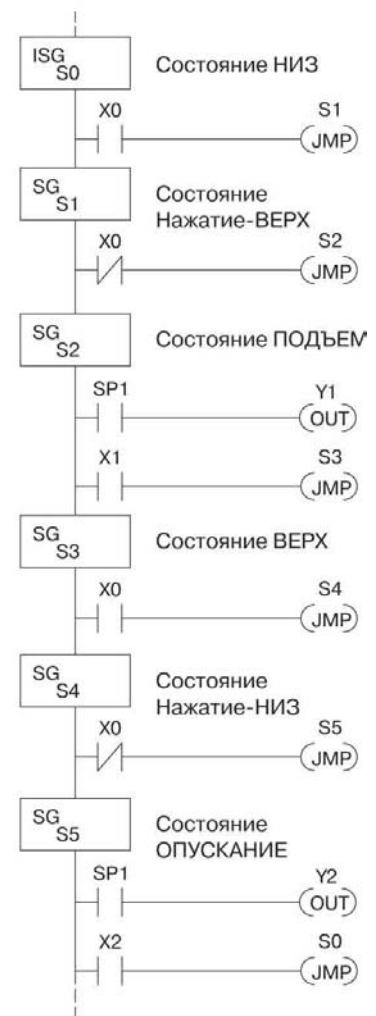 ISG
S0
Состояние НИЗ
X0
S1
JMP
SG
S1
Состояние
Нажатие-ВЕРХ
X0
S2
JMP
SG
S2
Состояние ПОДЪЕМ
SP1
Y1
OUT
X1
S3
JMP
SG
S3
Состояние ВЕРХ
X0
S4
JMP
SG
S4
Состояние
Нажатие-НИЗ
X0
S5
JMP
SG
S5
Состояние
ОПУСКАНИЕ
SP1
Y2
OUT
X2
S0
JMP